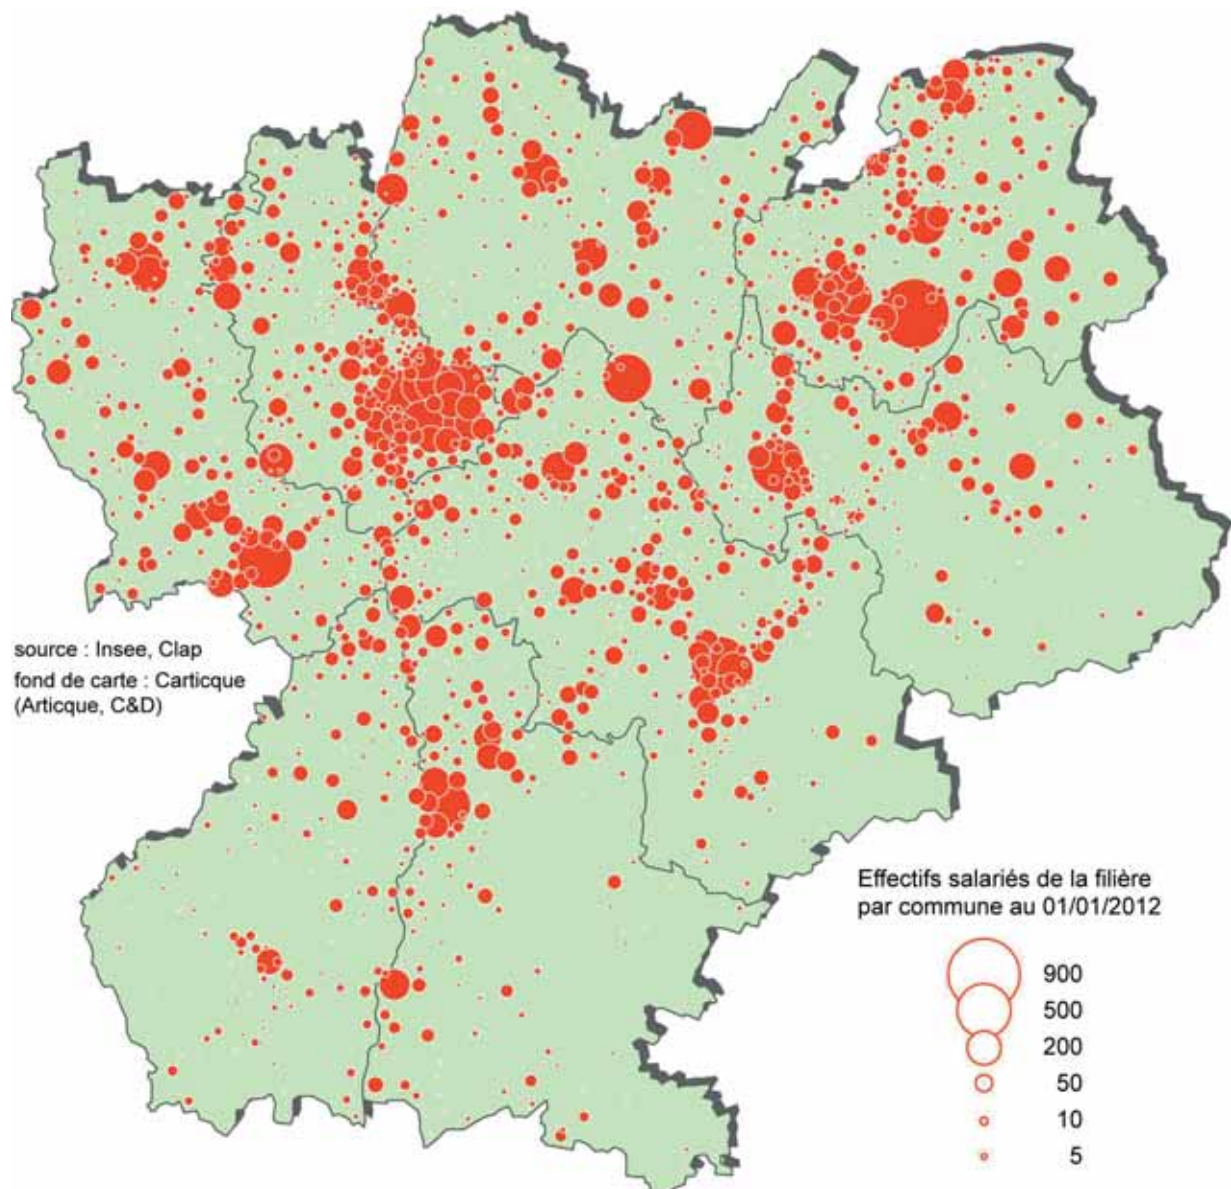 source : Insee, Clap
fond de carte : Carticque
(Articque, C&D)
Effectifs salariés de la filière
par commune au 01/01/2012
900
500
200
50
10
5